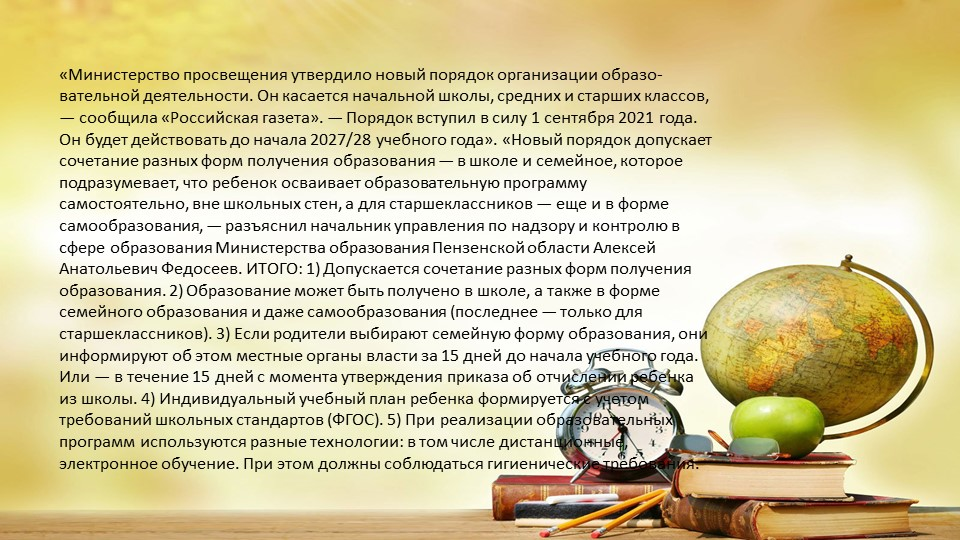 «Министерство просвещения утвердило новый порядок организации образо-
вательной деятельности. Он касается начальной школы, средних и старших классов,
— сообщила «Российская газета». — Порядок вступил в силу 1 сентября 2021 года.
Он будет действовать до начала 2027/28 учебного года». «Новый порядок допускает
сочетание разных форм получения образования — в школе и семейное, которое
подразумевает, что ребенок осваивает образовательную программу
самостоятельно, вне школьных стен, а для старшеклассников — еще и в форме
самообразования, — разъяснил начальник управления по надзору и контролю в
сфере образования Министерства образования Пензенской области Алексей
Анатольевич Федосеев. ИТОГО: 1) Допускается сочетание разных форм получения
образования. 2) Образование может быть получено в школе, а также в форме
семейного образования и даже самообразования (последнее — только для
старшеклассников). 3) Если родители выбирают семейную форму образования, они
информируют об этом местные органы власти за 15 дней до начала учебного года.
Или — в течение 15 дней с момента утверждения приказа об отчислении ребенка
из школы. 4) Индивидуальный учебный план ребенка формируется с учетом
требований школьных стандартов (ФГОС). 5) При реализации образовательных
программ используются разные технологии: в том числе дистанционные,
электронное обучение. При этом должны соблюдаться гигиенические требования.